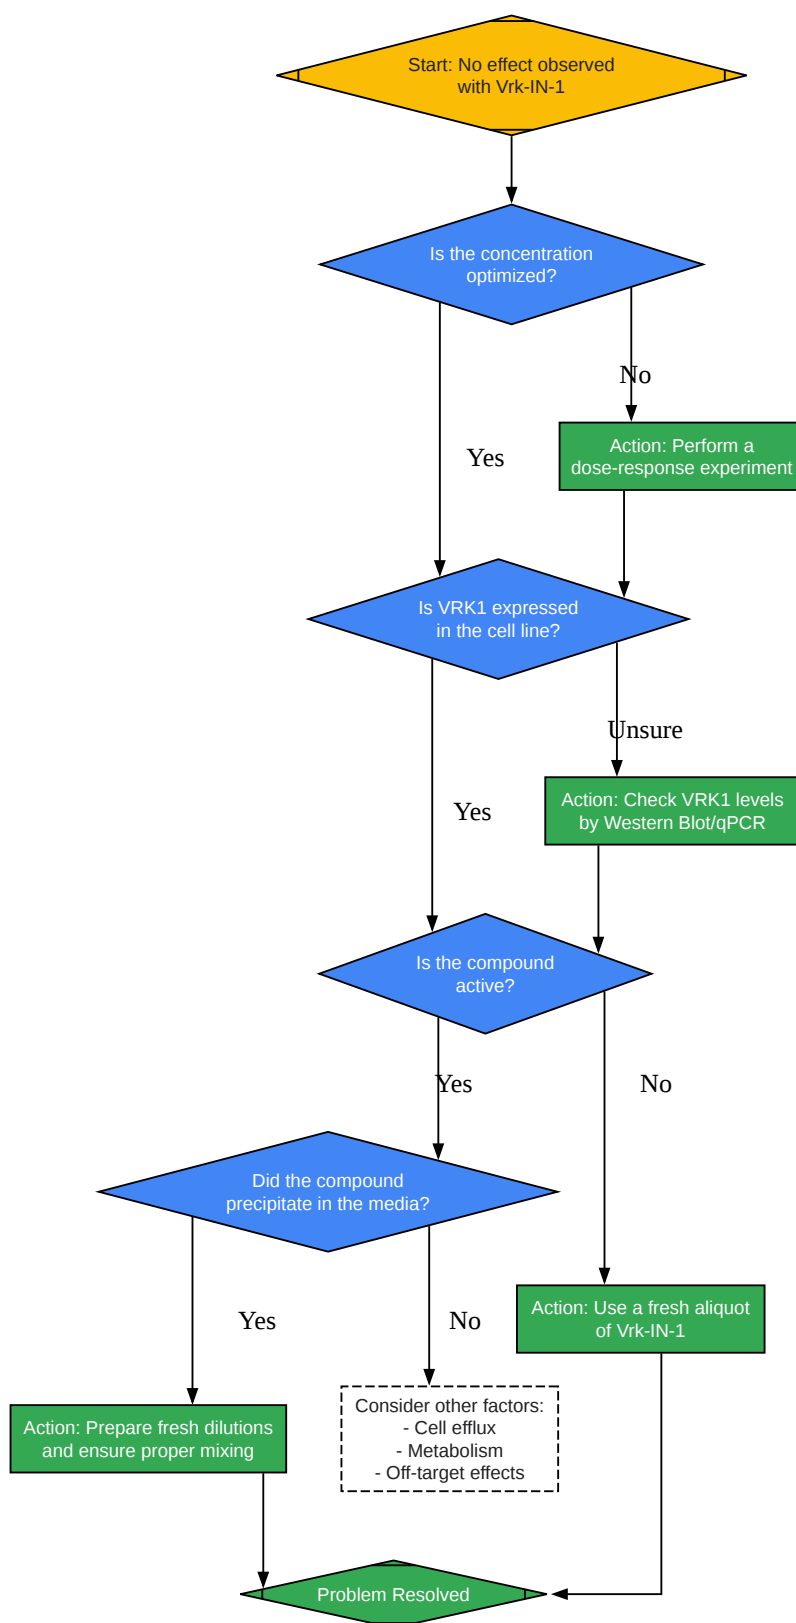 Start: No effect observed
with Vrk-IN-1
Is the concentration
optimized?
No
Action: Perform a
dose-response experiment
Yes
Is VRK1 expressed
in the cell line?
Unsure
Action: Check VRK1 levels
by Western Blot/qPCR
Yes
Is the compound
active?
Yes
No
Did the compound
precipitate in the media?
Yes
No
Action: Use a fresh aliquot
of Vrk-IN-1
Consider other factors:
- Cell efflux
- Metabolism
- Off-target effects
Action: Prepare fresh dilutions
and ensure proper mixing
Problem Resolved